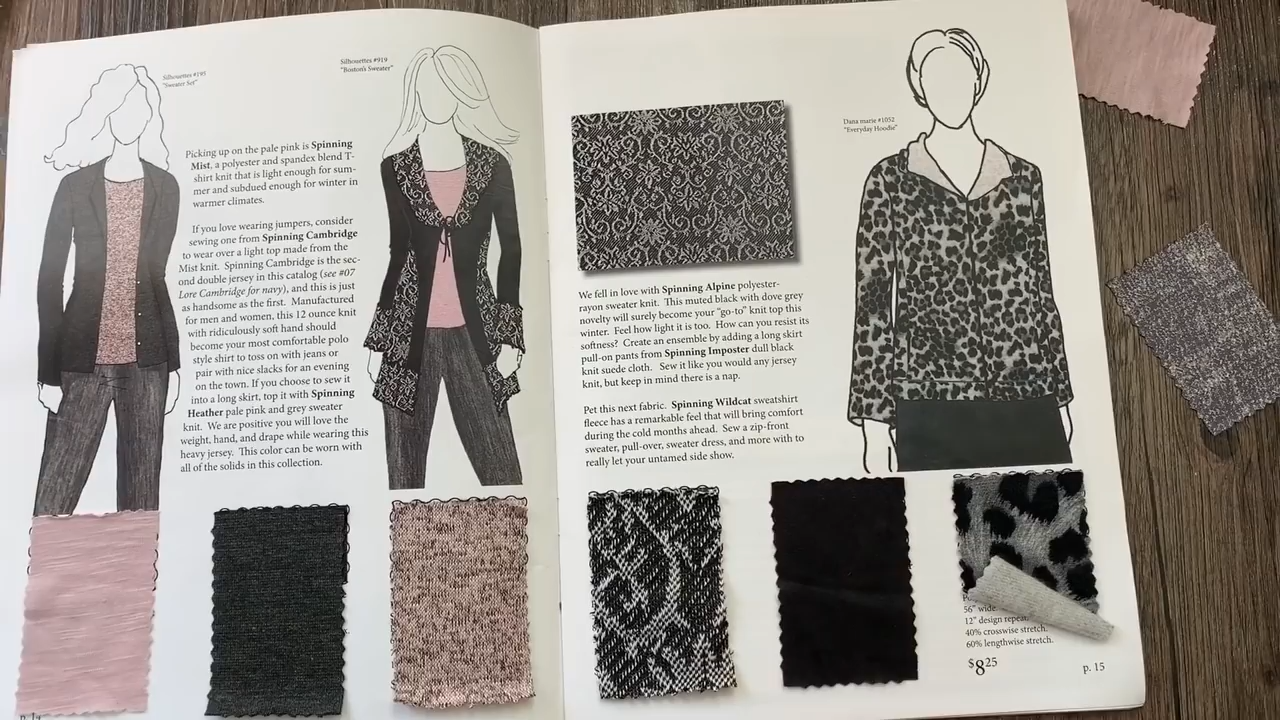 Silhouettes #195
"Sweater Set"
Picking up on the pale pink is Spinning
Mist, a polyester and spandex blend T-
shirt knit that is light enough for sum-
mer and subdued enough for winter in
warmer climates.
If you love wearing jumpers, consider
sewing one from Spinning Cambridge
to wear over a light top made from the
Mist knit. Spinning Cambridge is the sec-
ond double jersey in this catalog (see #07
Lore Cambridge for navy), and this is just
as handsome as the first. Manufactured
for men and women, this 12 ounce knit
with ridiculously soft hand should
become your most comfortable polo
style shirt to toss on with jeans or
pair with nice slacks for an evening
on the town. If you choose to sew it
into a long skirt, top it with Spinning
Heather pale pink and grey sweater
knit. We are positive you will love the
weight, hand, and drape while wearing this
heavy jersey. This color can be worn with
all of the solids in this collection.
Silhouettes #919
"Boston's Sweater"
p. 14
We fell in love with Spinning Alpine polyester-
rayon sweater knit. This muted black with dove grey
novelty will surely become your "go-to" knit top this
winter. Feel how light it is too. How can you resist its
softness? Create an ensemble by adding a long skirt
pull-on pants from Spinning Imposter dull black
knit suede cloth. Sew it like you would any jersey
knit, but keep in mind there is a nap.
Pet this next fabric. Spinning Wildcat sweatshirt
fleece has a remarkable feel that will bring comfort
during the cold months ahead. Sew a zip-front
sweater, pull-over, sweater dress, and more with to
really let your untamed side show.
Dana marie #1052
"Everyday Hoodie"
56" wide
12" design repeat.
40% crosswise stretch.
60% lengthwise stretch.
$8.25
p. 15